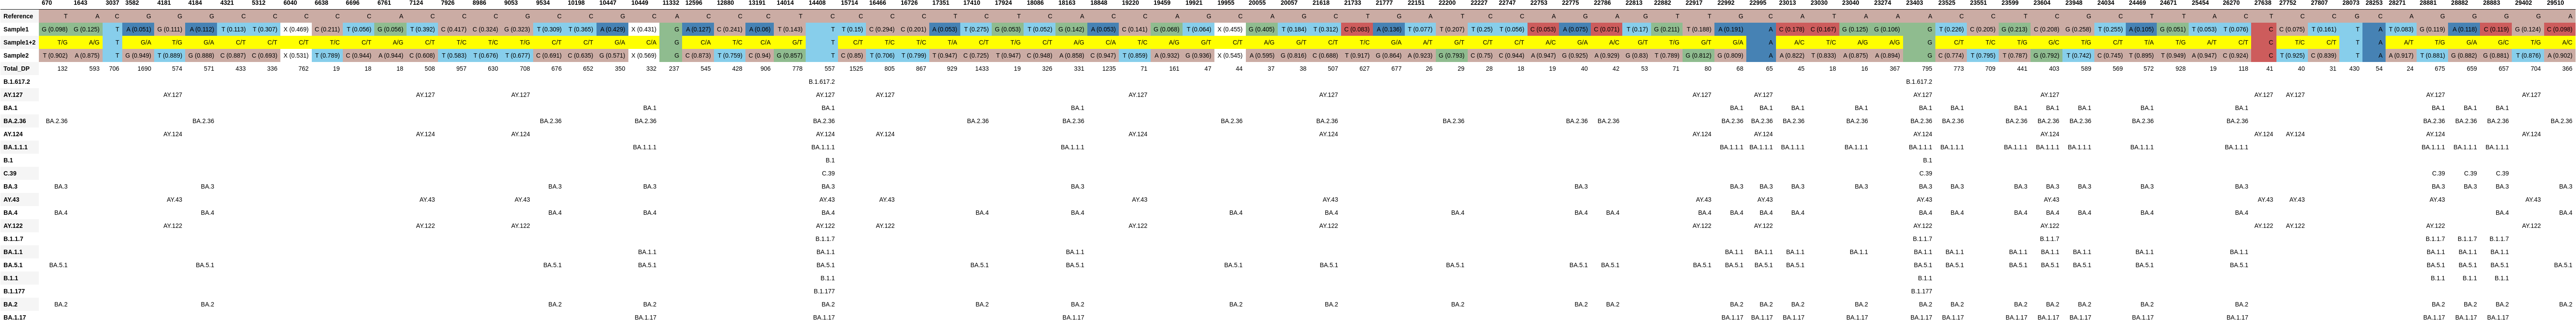 670 1643 3037 3582 4181 4184 4321 5312 6040 6638 6696 6761 7124 7926 8986 9053 9534 10198 10447 10449 11332 12596 12880 13191 14014 14408 15714 16466 16726 17351 17410 17924 18086 18163 18848 19220 19459 19921 19955 20055 20057 21618 21733 21777 22151 22200 22227 22747 22753 22775 22786 22813 22882 22917 22992 22995 23013 23030 23040 23274 23403 23525 23551 23599 23604 23948 24034 24469 24671 25454 26270 27638 27752 27807 28073 28253 28271 28881 28882 28883 29402 29510
Reference
Sample1 G (0.098) G (0.125) T A (0.051) G (0.111) A (0.112) T (0.113) T (0.307) X (0.469) C (0.211) T (0.056) G (0.056) T (0.392) C (0.417) C (0.324) G (0.323) T (0.309) T (0.365) A (0.429) X (0.431) G A (0.127) C (0.241) A (0.06) T (0.143) T T (0.15) C (0.294) C (0.201) A (0.053) T (0.275) G (0.053) T (0.052) G (0.142) A (0.053) C (0.141) G (0.068) T (0.064) X (0.455) G (0.405) T (0.184) T (0.312) C (0.083) A (0.136) T (0.077) T (0.207) T (0.25) T (0.056) C (0.053) A (0.075) C (0.071) T (0.17) G (0.211) T (0.188) A (0.191) A C (0.178) C (0.167) G (0.125) G (0.106) G T (0.226) C (0.205) G (0.213) C (0.208) G (0.258) T (0.255) A (0.105) G (0.051) T (0.053) T (0.076) C C (0.075) T (0.161) T A T (0.083) G (0.119) A (0.118) C (0.119) G (0.124) C (0.098)
Sample1+2 T/G A/G T G/A T/G G/A C/T C/T T/C C/T A/G C/T T/C T/C T/G C/T C/T G/A C/A G C/A T/C C/A G/T T C/T T/C T/C T/A C/T T/G C/T A/G C/A T/C A/G G/T A/G G/T C/T T/C G/A A/T G/T C/T C/T A/C G/A A/C G/T T/G G/T G/A A A/C T/C A/G A/G G C/T T/C T/G G/C T/G C/T T/A T/G A/T C/T C T/C C/T T A A/T T/G G/A G/C T/G A/C
Sample2 T (0.902) A (0.875) T G (0.949) T (0.889) G (0.888) C (0.887) C (0.693) X (0.531) T (0.789) C (0.944) A (0.944) C (0.608) T (0.583) T (0.676) T (0.677) C (0.691) C (0.635) G (0.571) X (0.569) G C (0.873) T (0.759) C (0.94) G (0.857) T C (0.85) T (0.706) T (0.799) T (0.947) C (0.725) T (0.947) C (0.948) A (0.858) C (0.947) T (0.859) A (0.932) G (0.936) X (0.545) A (0.595) G (0.816) C (0.688) T (0.917) G (0.864) A (0.923) G (0.793) C (0.75) C (0.944) A (0.947) G (0.925) A (0.929) G (0.83) T (0.789) G (0.812) G (0.809) A A (0.822) T (0.833) A (0.875) A (0.894) G C (0.774) T (0.795) T (0.787) G (0.792) T (0.742) C (0.745) T (0.895) T (0.949) A (0.947) C (0.924) C T (0.925) C (0.839) T A A (0.917) T (0.881) G (0.882) G (0.881) T (0.876) A (0.902)
Total_DP 132 593 706 1690 574 571 433 336 762 19 18 18 508 957 630 708 676 652 350 332 237 545 428 906 778 657 1525 805 867 929 1433 19 326 331 1235 71 161 47 44 37 38 507 627 677 26 29 28 18 19 40 42 53 71 80 68 65 45 18 16 367 795 773 709 441 403 589 569 572 928 19 118 41 40 31 430 54 24 675 659 657 704 366
B.1.617.2 B.1.617.2 B.1.617.2
AY.127 AY.127 AY.127 AY.127 AY.127 AY.127 AY.127 AY.127 AY.127 AY.127 AY.127 AY.127 AY.127 AY.127 AY.127 AY.127
BA.1 BA.1 BA.1 BA.1 BA.1 BA.1 BA.1 BA.1 BA.1 BA.1 BA.1 BA.1 BA.1 BA.1 BA.1 BA.1 BA.1 BA.1
BA.2.36 BA.2.36 BA.2.36 BA.2.36 BA.2.36 BA.2.36 BA.2.36 BA.2.36 BA.2.36 BA.2.36 BA.2.36 BA.2.36 BA.2.36 BA.2.36 BA.2.36 BA.2.36 BA.2.36 BA.2.36 BA.2.36 BA.2.36 BA.2.36 BA.2.36 BA.2.36 BA.2.36 BA.2.36 BA.2.36 BA.2.36 BA.2.36
AY.124 AY.124 AY.124 AY.124 AY.124 AY.124 AY.124 AY.124 AY.124 AY.124 AY.124 AY.124 AY.124 AY.124 AY.124 AY.124
BA.1.1.1 BA.1.1.1 BA.1.1.1 BA.1.1.1 BA.1.1.1 BA.1.1.1 BA.1.1.1 BA.1.1.1 BA.1.1.1 BA.1.1.1 BA.1.1.1 BA.1.1.1 BA.1.1.1 BA.1.1.1 BA.1.1.1 BA.1.1.1 BA.1.1.1 BA.1.1.1
B.1 B.1 B.1
C.39 C.39 C.39 C.39 C.39 C.39
BA.3 BA.3 BA.3 BA.3 BA.3 BA.3 BA.3 BA.3 BA.3 BA.3 BA.3 BA.3 BA.3 BA.3 BA.3 BA.3 BA.3 BA.3 BA.3 BA.3 BA.3 BA.3
AY.43 AY.43 AY.43 AY.43 AY.43 AY.43 AY.43 AY.43 AY.43 AY.43 AY.43 AY.43 AY.43 AY.43 AY.43 AY.43
BA.4 BA.4 BA.4 BA.4 BA.4 BA.4 BA.4 BA.4 BA.4 BA.4 BA.4 BA.4 BA.4 BA.4 BA.4 BA.4 BA.4 BA.4 BA.4 BA.4 BA.4 BA.4 BA.4 BA.4 BA.4 BA.4
AY.122 AY.122 AY.122 AY.122 AY.122 AY.122 AY.122 AY.122 AY.122 AY.122 AY.122 AY.122 AY.122 AY.122 AY.122 AY.122
B.1.1.7 B.1.1.7 B.1.1.7 B.1.1.7 B.1.1.7 B.1.1.7 B.1.1.7
BA.1.1 BA.1.1 BA.1.1 BA.1.1 BA.1.1 BA.1.1 BA.1.1 BA.1.1 BA.1.1 BA.1.1 BA.1.1 BA.1.1 BA.1.1 BA.1.1 BA.1.1 BA.1.1 BA.1.1 BA.1.1
BA.5.1 BA.5.1 BA.5.1 BA.5.1 BA.5.1 BA.5.1 BA.5.1 BA.5.1 BA.5.1 BA.5.1 BA.5.1 BA.5.1 BA.5.1 BA.5.1 BA.5.1 BA.5.1 BA.5.1 BA.5.1 BA.5.1 BA.5.1 BA.5.1 BA.5.1 BA.5.1 BA.5.1 BA.5.1 BA.5.1 BA.5.1 BA.5.1
B.1.1 B.1.1 B.1.1 B.1.1 B.1.1 B.1.1
B.1.177 B.1.177 B.1.177
BA.2 BA.2 BA.2 BA.2 BA.2 BA.2 BA.2 BA.2 BA.2 BA.2 BA.2 BA.2 BA.2 BA.2 BA.2 BA.2 BA.2 BA.2 BA.2 BA.2 BA.2 BA.2 BA.2 BA.2 BA.2 BA.2 BA.2 BA.2
BA.1.17 BA.1.17 BA.1.17 BA.1.17 BA.1.17 BA.1.17 BA.1.17 BA.1.17 BA.1.17 BA.1.17 BA.1.17 BA.1.17 BA.1.17 BA.1.17 BA.1.17 BA.1.17 BA.1.17 BA.1.17